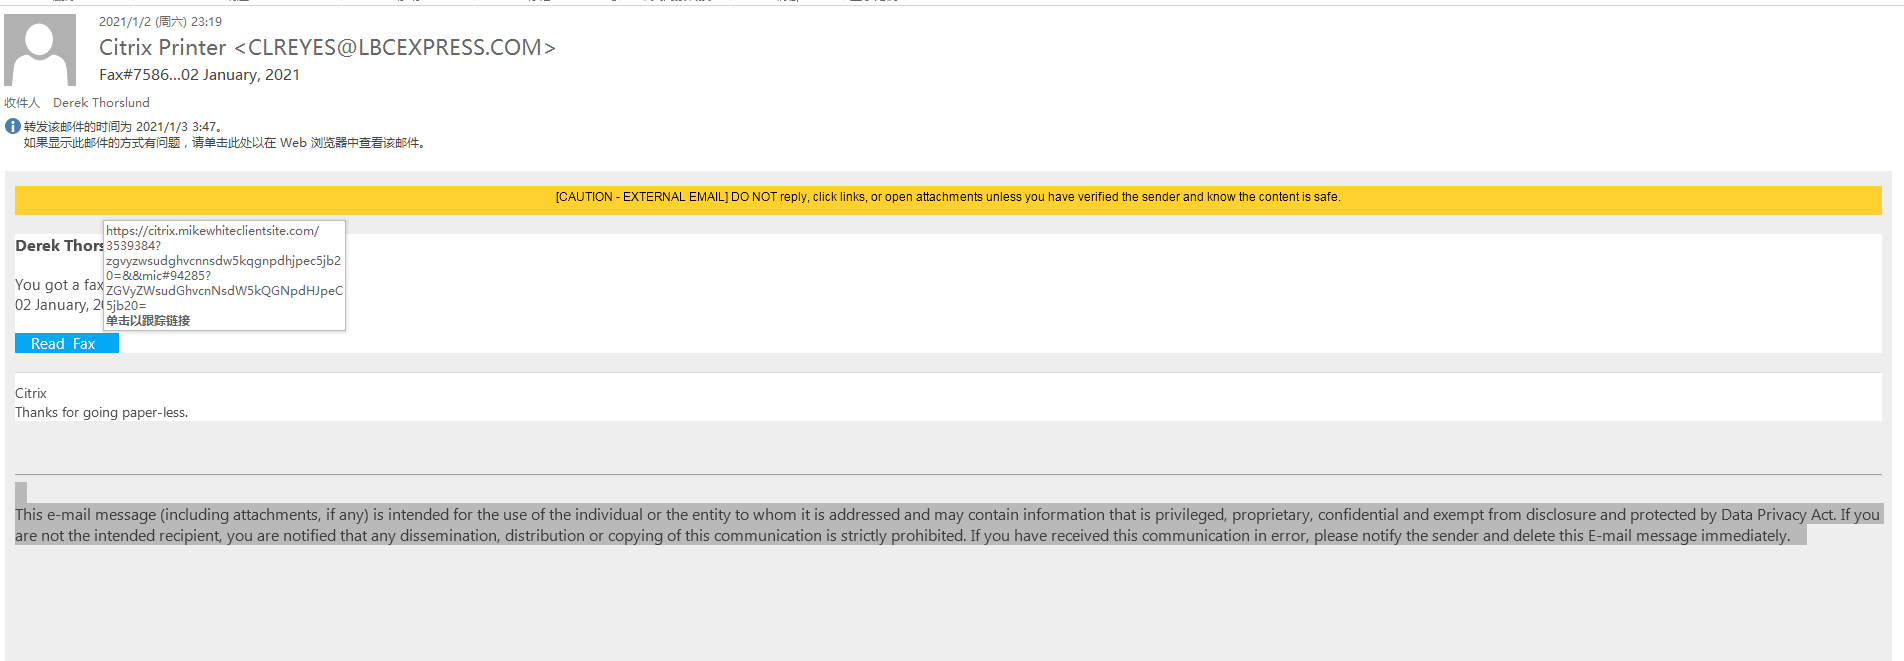 2021/1/2 (周六) 23:19
Citrix Printer <CLREYES@LBCEXPRESS.COM>
Fax#7586...02 January, 2021
收件人 Derek Thorslund
转发该邮件的时间为 2021/1/3 3:47。
如果显示此邮件的方式有问题，请单击此处以在 Web 浏览器中查看该邮件。
[CAUTION - EXTERNAL EMAIL] DO NOT reply, click links, or open attachments unless you have verified the sender and know the content is safe.
Derek Thors
https://citrix.mikewhiteclientsite.com/
3539384?
zgvyzwsudghvcnnsdw5kqgnpdhjpec5jb2
0=&&mic#94285?
ZGVyZWsudGhvcnNsdW5kQGNpdHJpeC
5jb20=
单击以跟踪链接
You got a fax
02 January, 20
Read Fax
Citrix
Thanks for going paper-less.
This e-mail message (including attachments, if any) is intended for the use of the individual or the entity to whom it is addressed and may contain information that is privileged, proprietary, confidential and exempt from disclosure and protected by Data Privacy Act. If you
are not the intended recipient, you are notified that any dissemination, distribution or copying of this communication is strictly prohibited. If you have received this communication in error, please notify the sender and delete this E-mail message immediately.